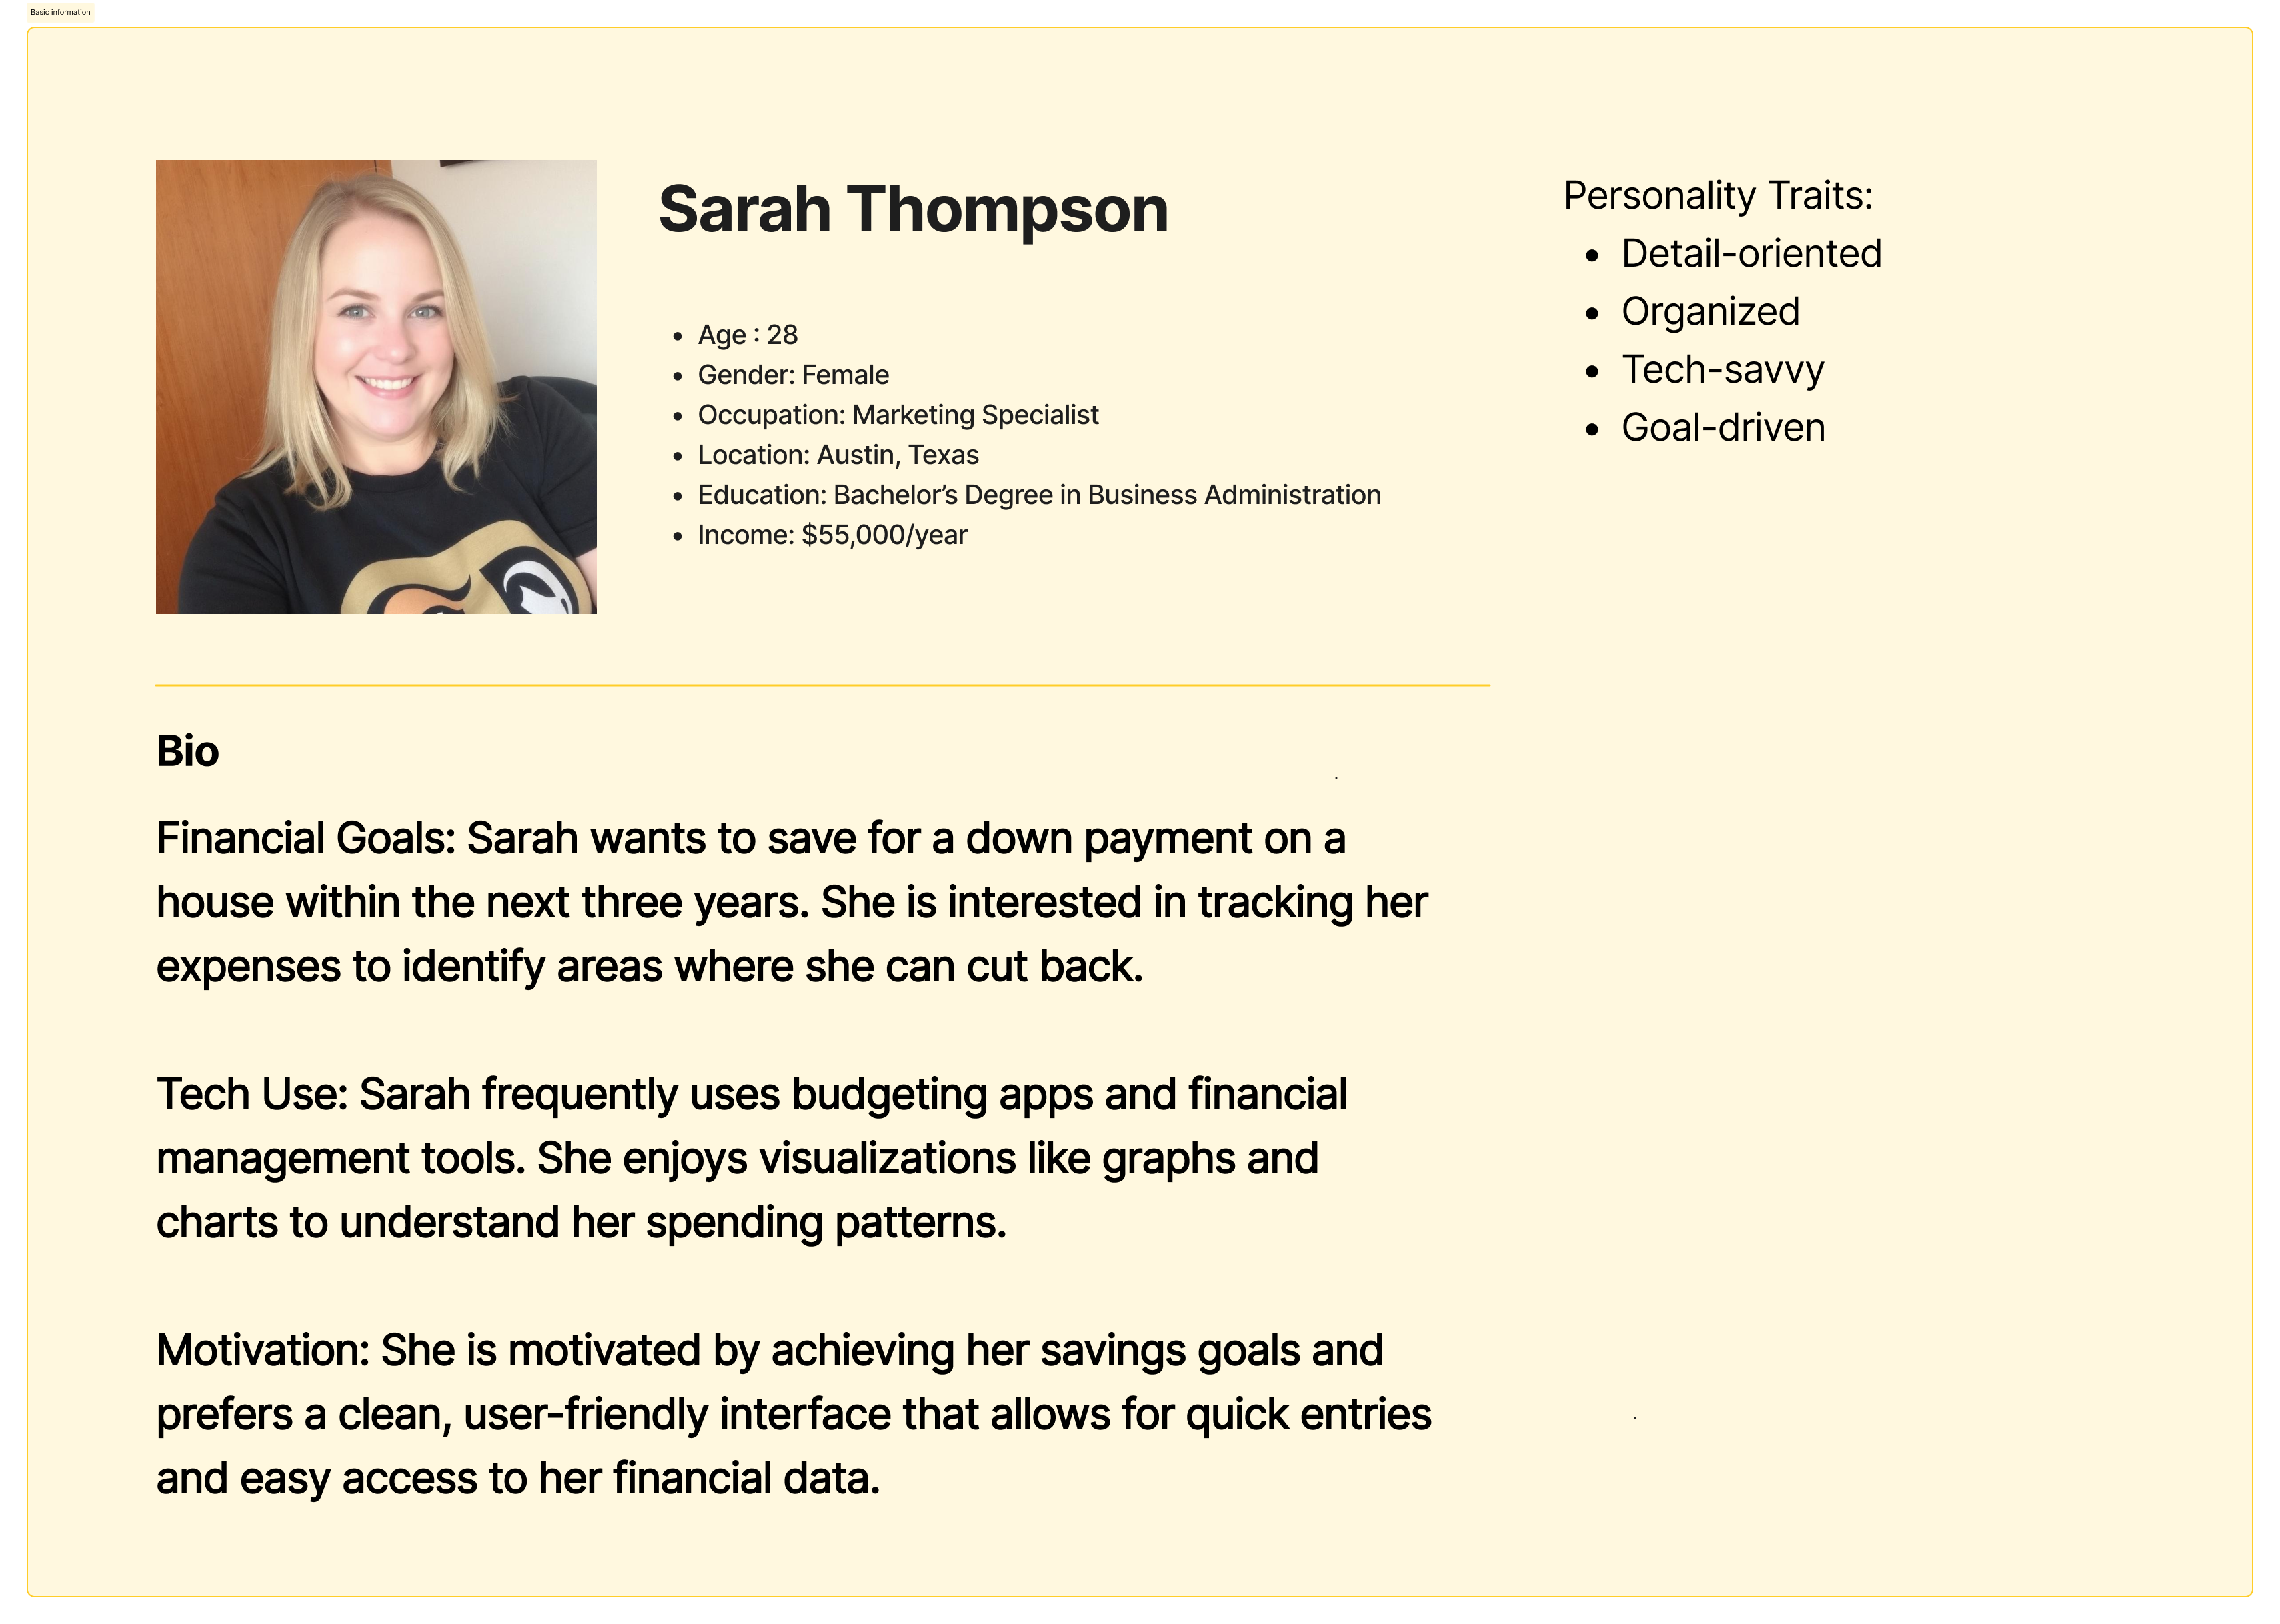 Basic information
Sarah Thompson
• Age : 28
• Gender: Female
• Occupation: Marketing Specialist
• Location: Austin, Texas
• Education: Bachelor’s Degree in Business Administration
• Income: $55,000/year
Personality Traits:
• Detail-oriented
• Organized
• Tech-savvy
• Goal-driven
Bio
Financial Goals: Sarah wants to save for a down payment on a
house within the next three years. She is interested in tracking her
expenses to identify areas where she can cut back.
Tech Use: Sarah frequently uses budgeting apps and financial
management tools. She enjoys visualizations like graphs and
charts to understand her spending patterns.
Motivation: She is motivated by achieving her savings goals and
prefers a clean, user-friendly interface that allows for quick entries
and easy access to her financial data.